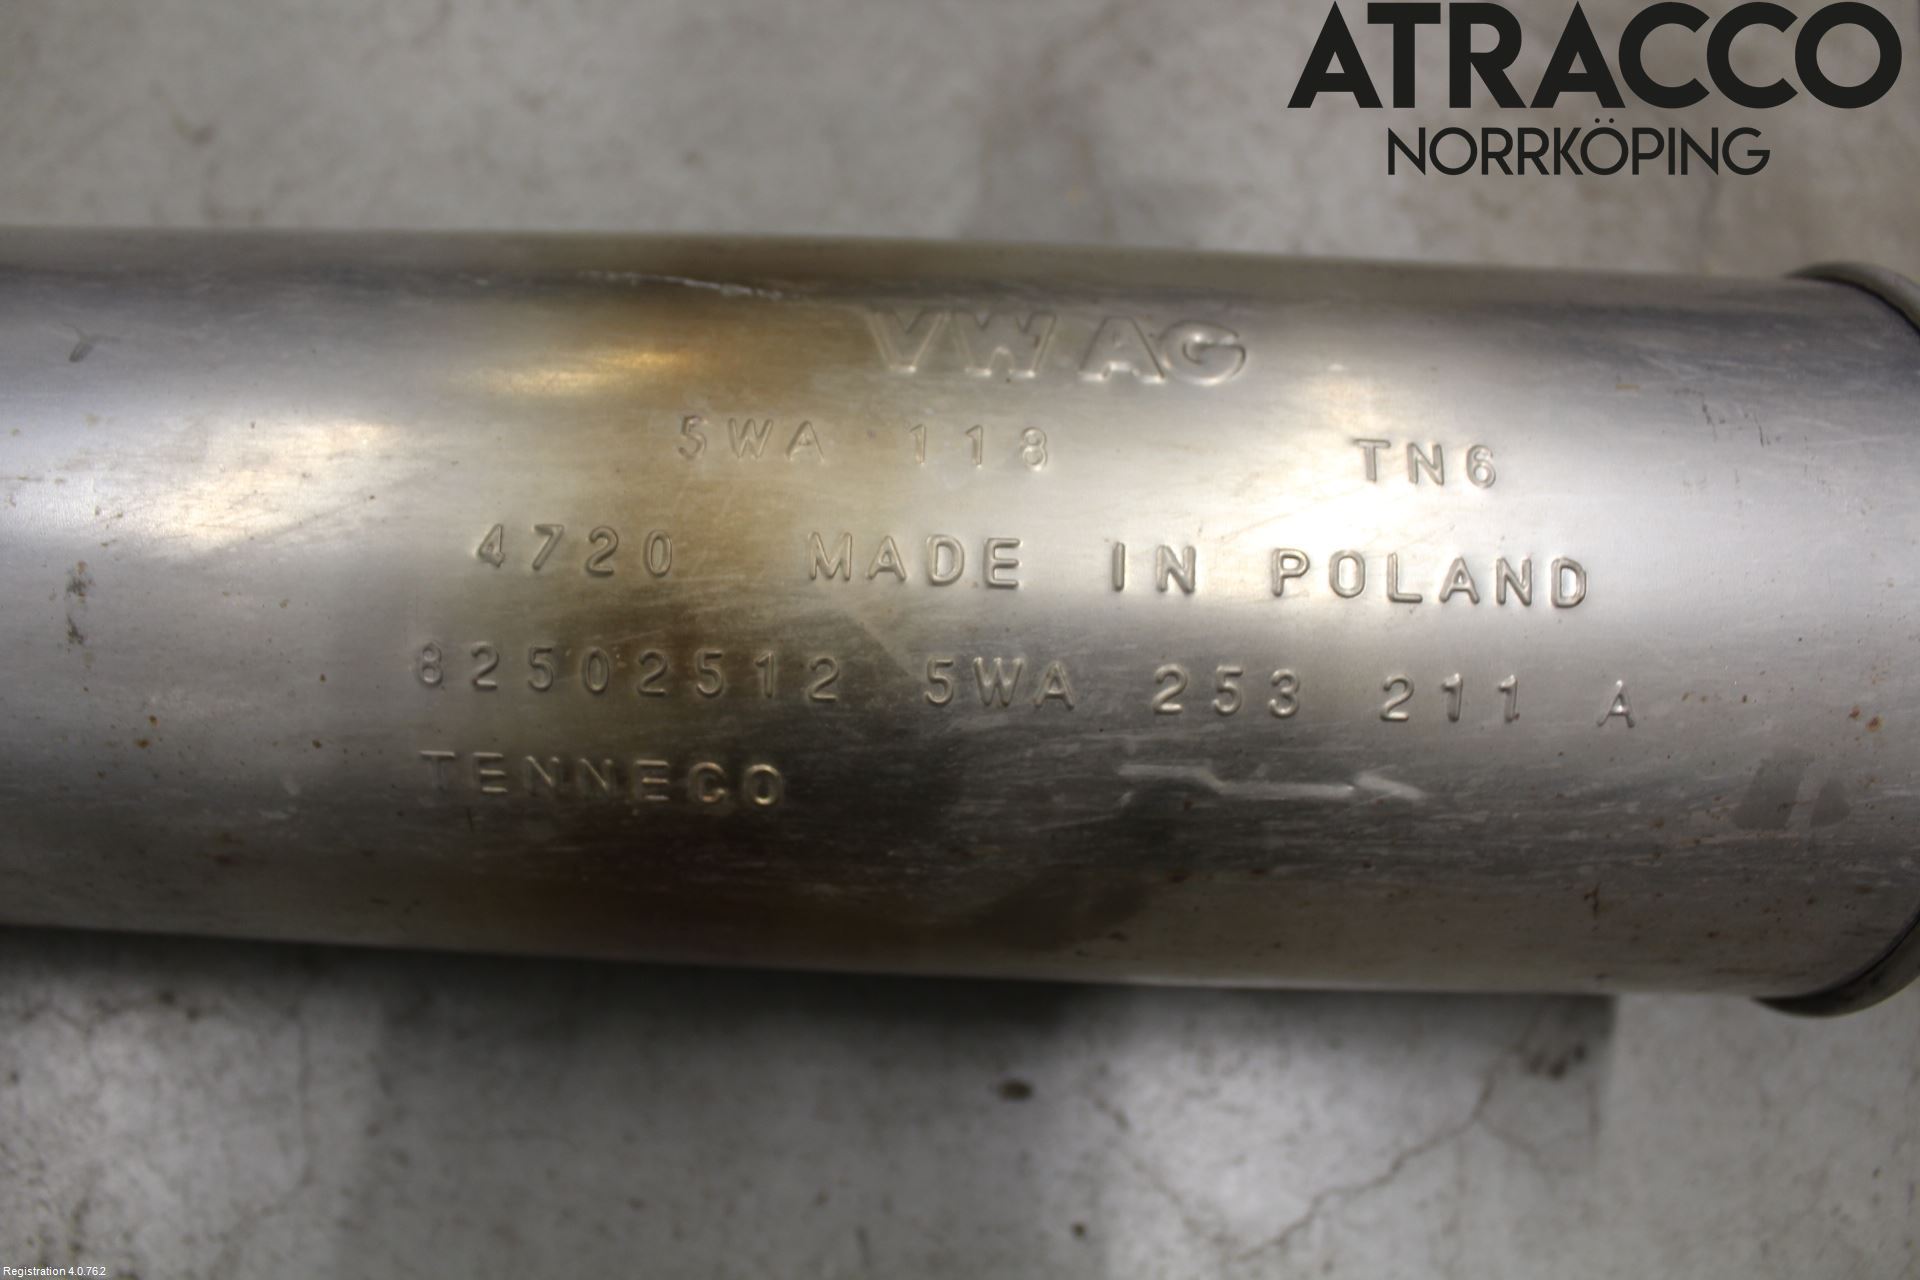 ATRACCO
NORRKÖPING
VW AG
5WA 118 TN6
4720 MADE IN POLAND
82502512 5WA 253 211 A
TENNECO
Registration 4.0.762